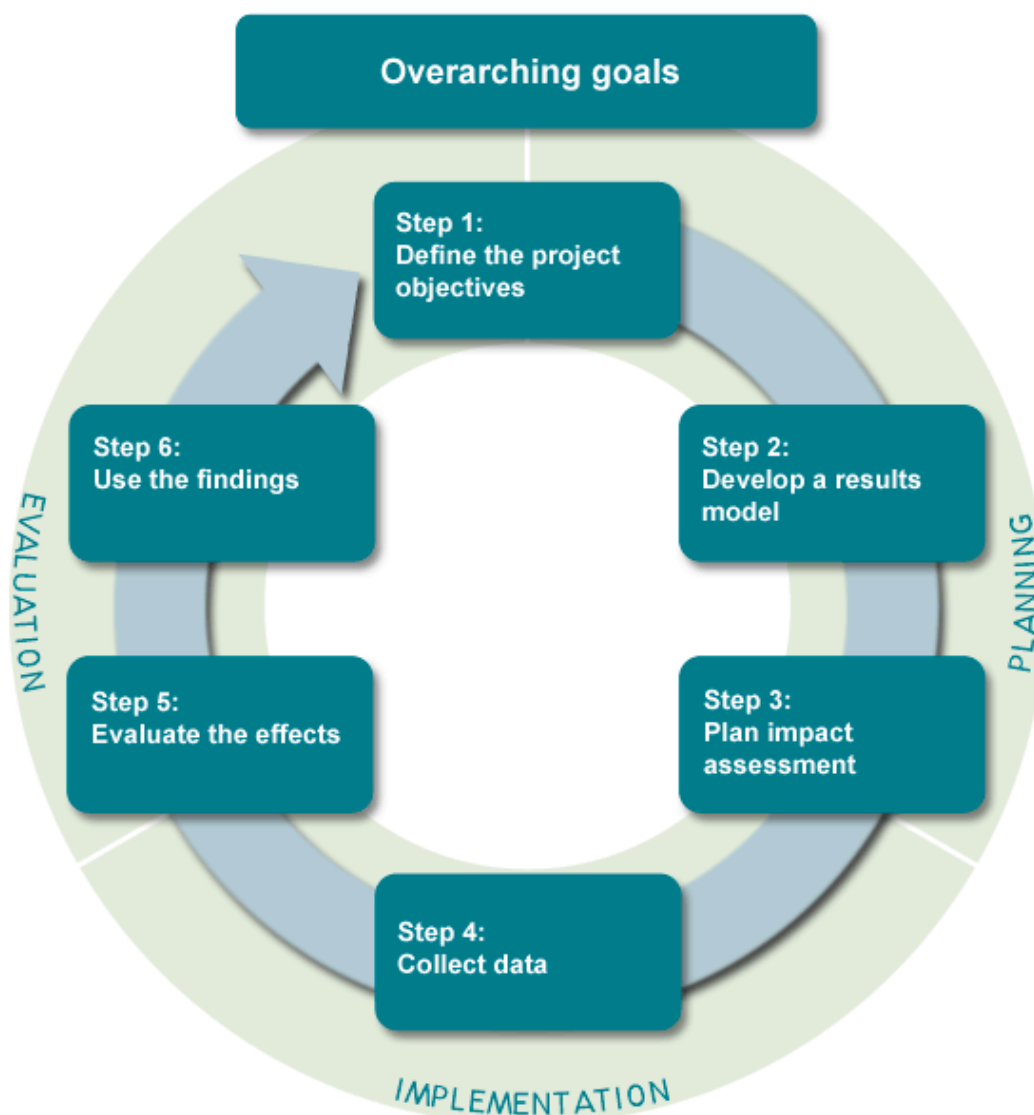 Overarching goals
Step 1:
Define the project
objectives
Step 2:
Develop a results
model
Step 3:
Plan impact
assessment
Step 4:
Collect data
Step 5:
Evaluate the effects
Step 6:
Use the findings
PLANNING
IMPLEMENTATION
EVALUATION